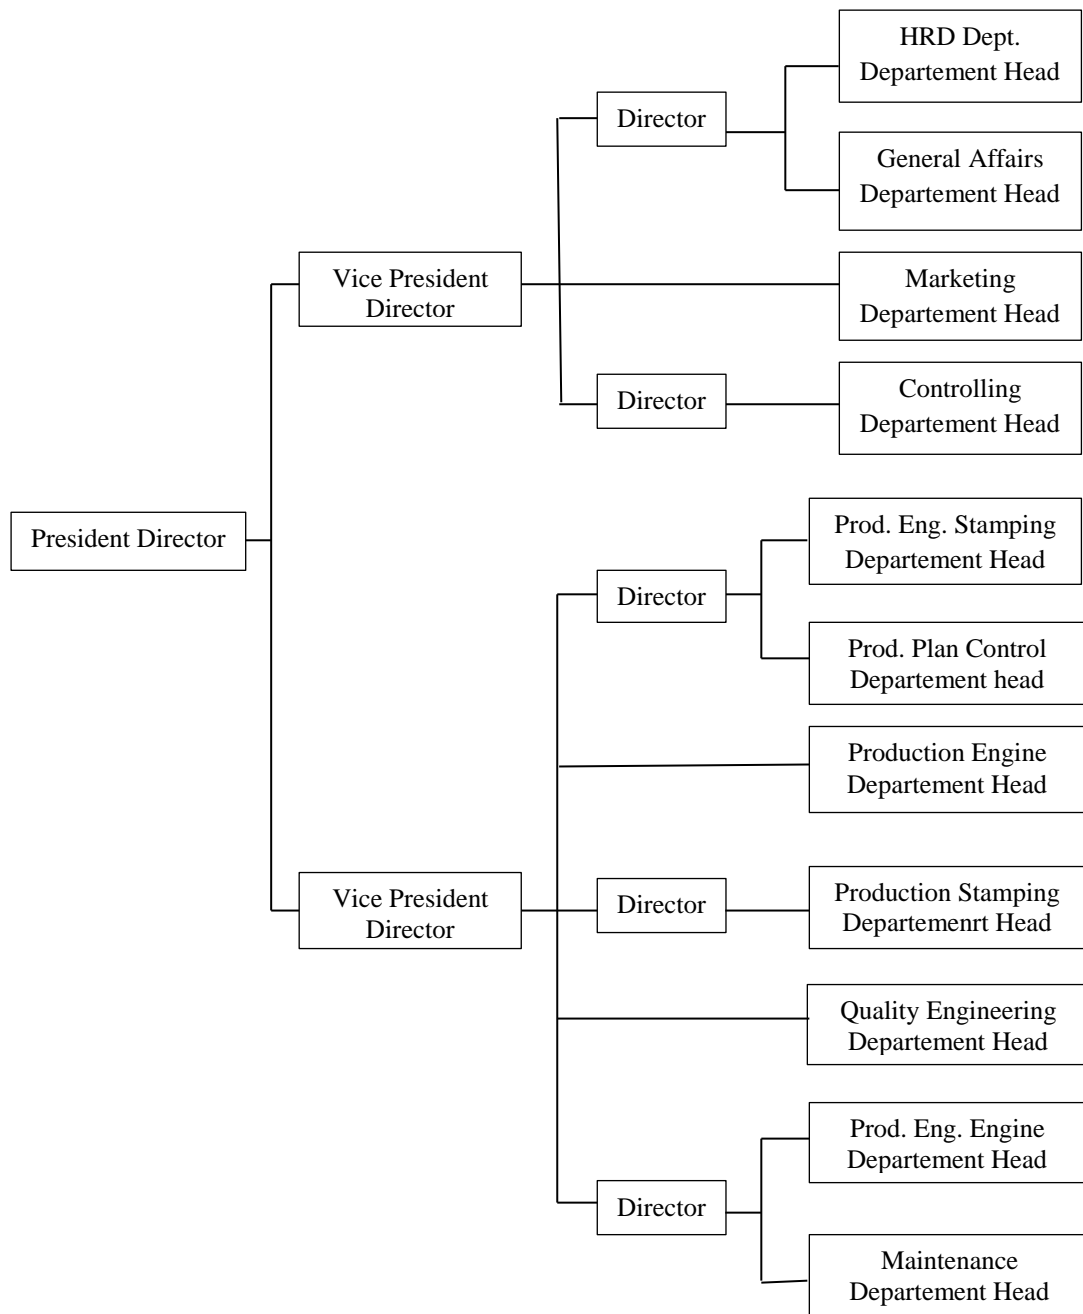 HRD Dept.
Departement Head
Director
General Affairs
Departement Head
Vice President
Director
Marketing
Departement Head
Director
Controlling
Departement Head
President Director
Prod. Eng. Stamping
Departement Head
Director
Prod. Plan Control
Departement head
Production Engine
Departement Head
Vice President
Director
Director
Production Stamping
Departemenrt Head
Quality Engineering
Departement Head
Prod. Eng. Engine
Departement Head
Director
Maintenance
Departement Head